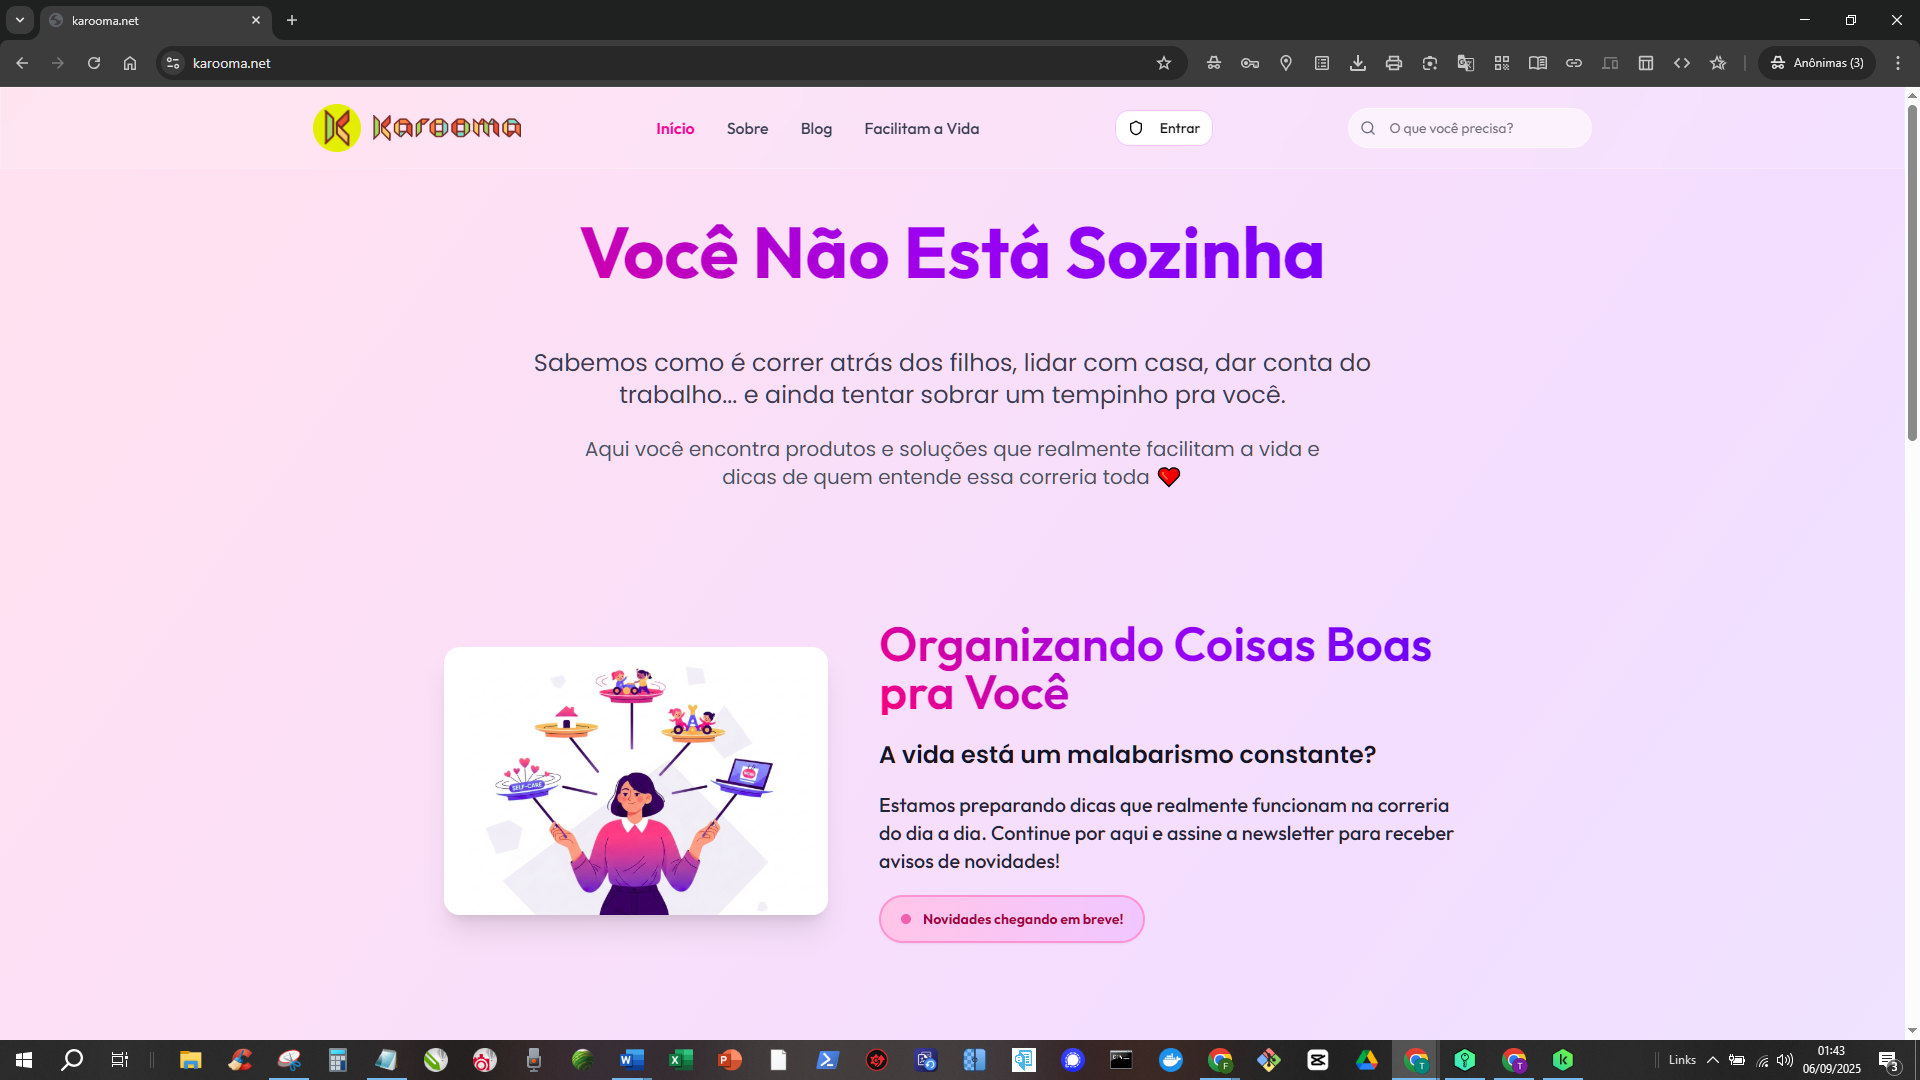 karooma.net
karooma.net
Anônimas (3)
Karooma
Início
Sobre
Blog
Facilitam a Vida
Entrar
O que você precisa?
Você Não Está Sozinha
Sabemos como é correr atrás dos filhos, lidar com casa, dar conta do
trabalho... e ainda tentar sobrar um tempinho pra você.
Aqui você encontra produtos e soluções que realmente facilitam a vida e
dicas de quem entende essa correria toda
SELF-CARE
Organizando Coisas Boas
pra Você
A vida está um malabarismo constante?
Estamos preparando dicas que realmente funcionam na correria
do dia a dia. Continue por aqui e assine a newsletter para receber
avisos de novidades!
Novidades chegando em breve!
Links
01:43
06/09/2025
3